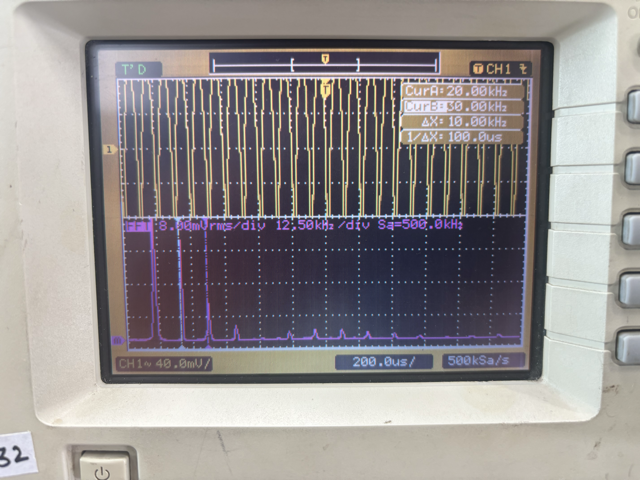 T'D
T
T CH1
T
CurA: 20.00kHz
CurB: 30.00kHz
ΔX: 10.00kHz
1/ΔX: 100.0us
1
FFT 8.00mVrms/div 12.50kHz/div Sa=500.0kHz
CH1~ 40.0mV/
200.0us/
500kSa/s
32